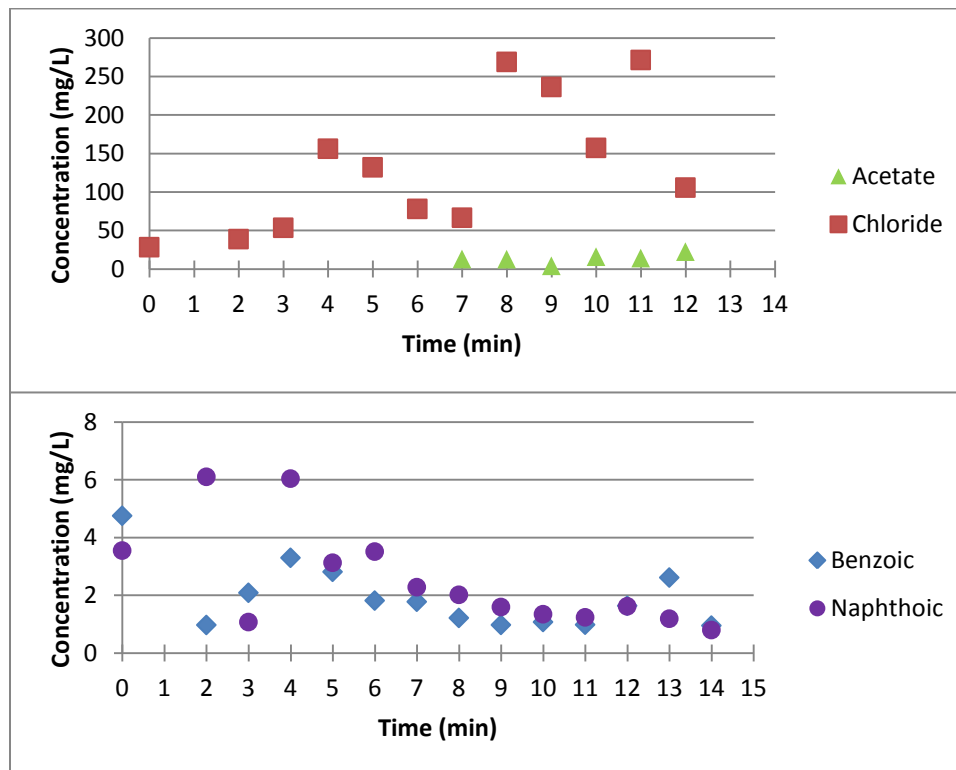 Concentration (mg/L)
300
250
200
150
100
50
0
0 1 2 3 4 5 6 7 8 9 10 11 12 13 14
Time (min)
Acetate
Chloride
Concentration (mg/L)
8
6
4
2
0
0 2 3 4 5 6 7 8 9 10 11 12 13 14 15
Time (min)
Benzoic
Naphthoic